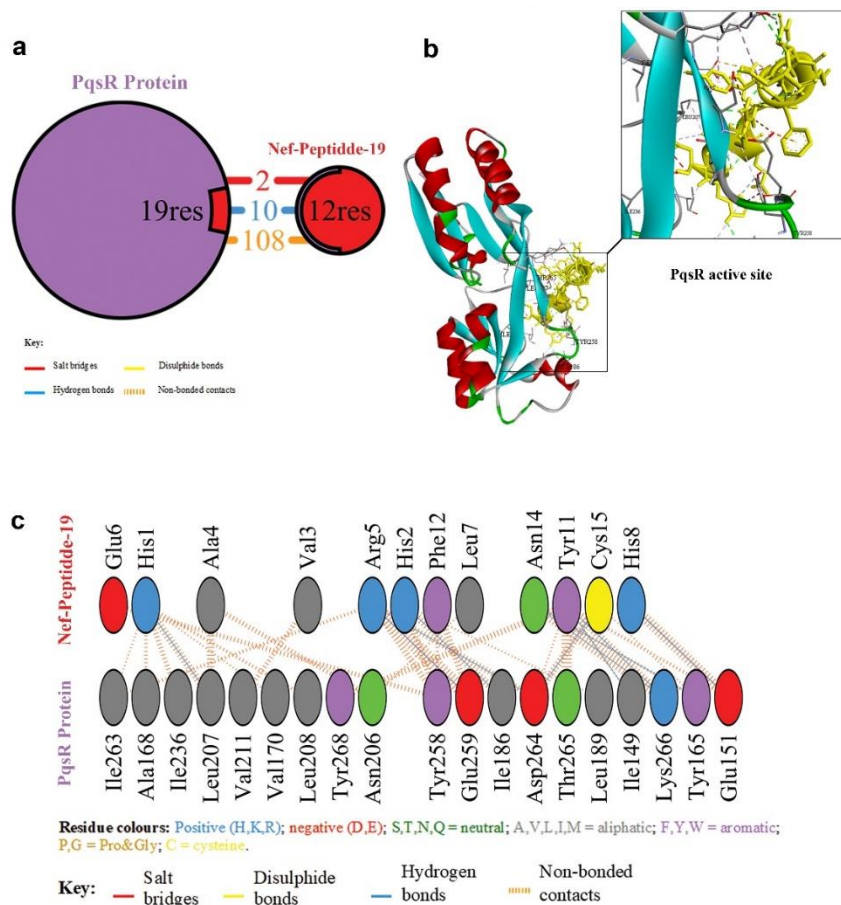 a
PqsR Protein
Nef-Peptidde-19
19res
2
10
108
12res
Key:
Salt bridges
Disulphide bonds
Hydrogen bonds
Non-bonded contacts
b
TYR258
PqsR active site
TYR258
c
Nef-Peptidde-19
Glu6 His1 Ala4 Val3 Arg5 His2 Phe12 Leu7 Asn14 Tyr11 Cys15 His8
PqsR Protein
Ile263 Ala168 Ile236 Leu207 Val211 Val170 Leu208 Tyr268 Asn206 Tyr258 Glu259 Ile186 Asp264 Thr265 Leu189 Ile149 Lys266 Tyr165 Glu151
Residue colours: Positive (H,K,R); negative (D,E); S,T,N,Q = neutral; A,V,L,I,M = aliphatic; F,Y,W = aromatic;
P,G = Pro&Gly; C = cysteine.
Key:
Salt bridges
Disulphide bonds
Hydrogen bonds
Non-bonded contacts